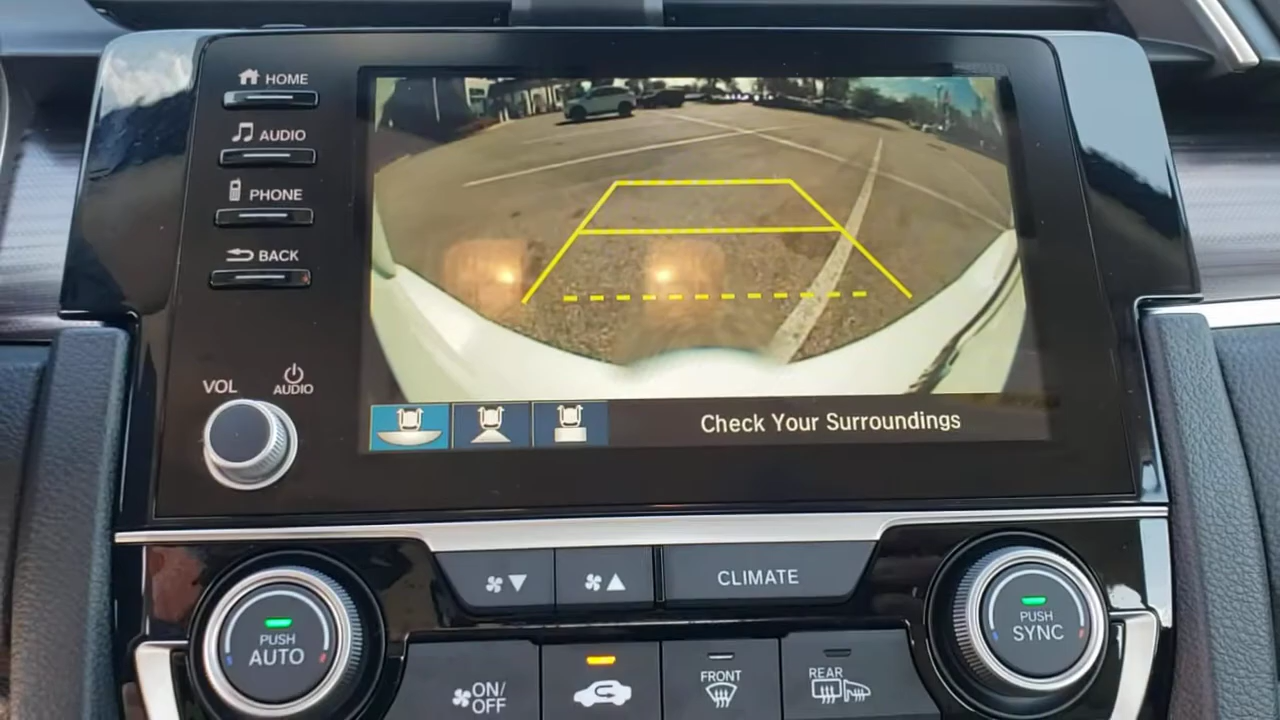 HOME
AUDIO
PHONE
BACK
VOL
AUDIO
Check Your Surroundings
CLIMATE
PUSH
AUTO
PUSH
SYNC
ON/
OFF
FRONT
REAR